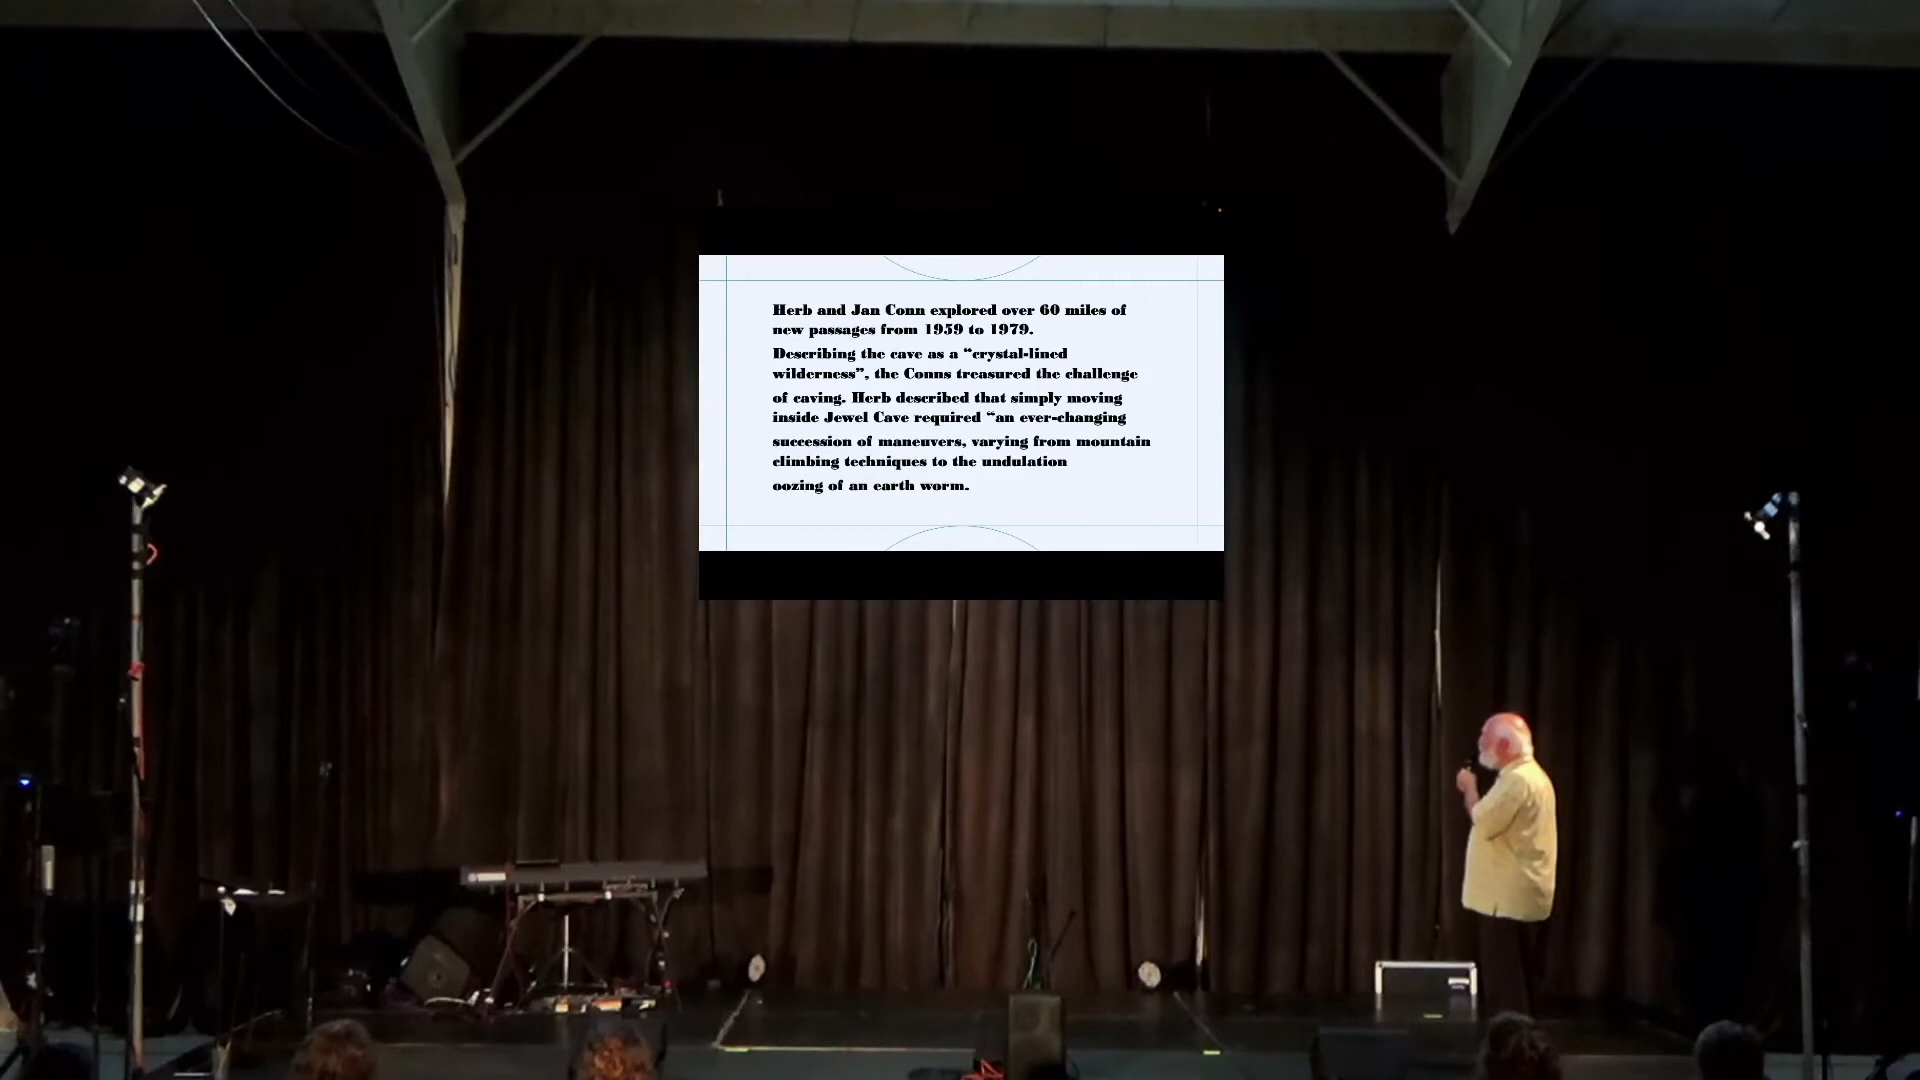 Herb and Jan Conn explored over 60 miles of
new passages from 1959 to 1979.
Describing the cave as a “crystal-lined
wilderness”, the Conns treasured the challenge
of caving. Herb described that simply moving
inside Jewel Cave required “an ever-changing
succession of maneuvers, varying from mountain
climbing techniques to the undulation
oozing of an earth worm.